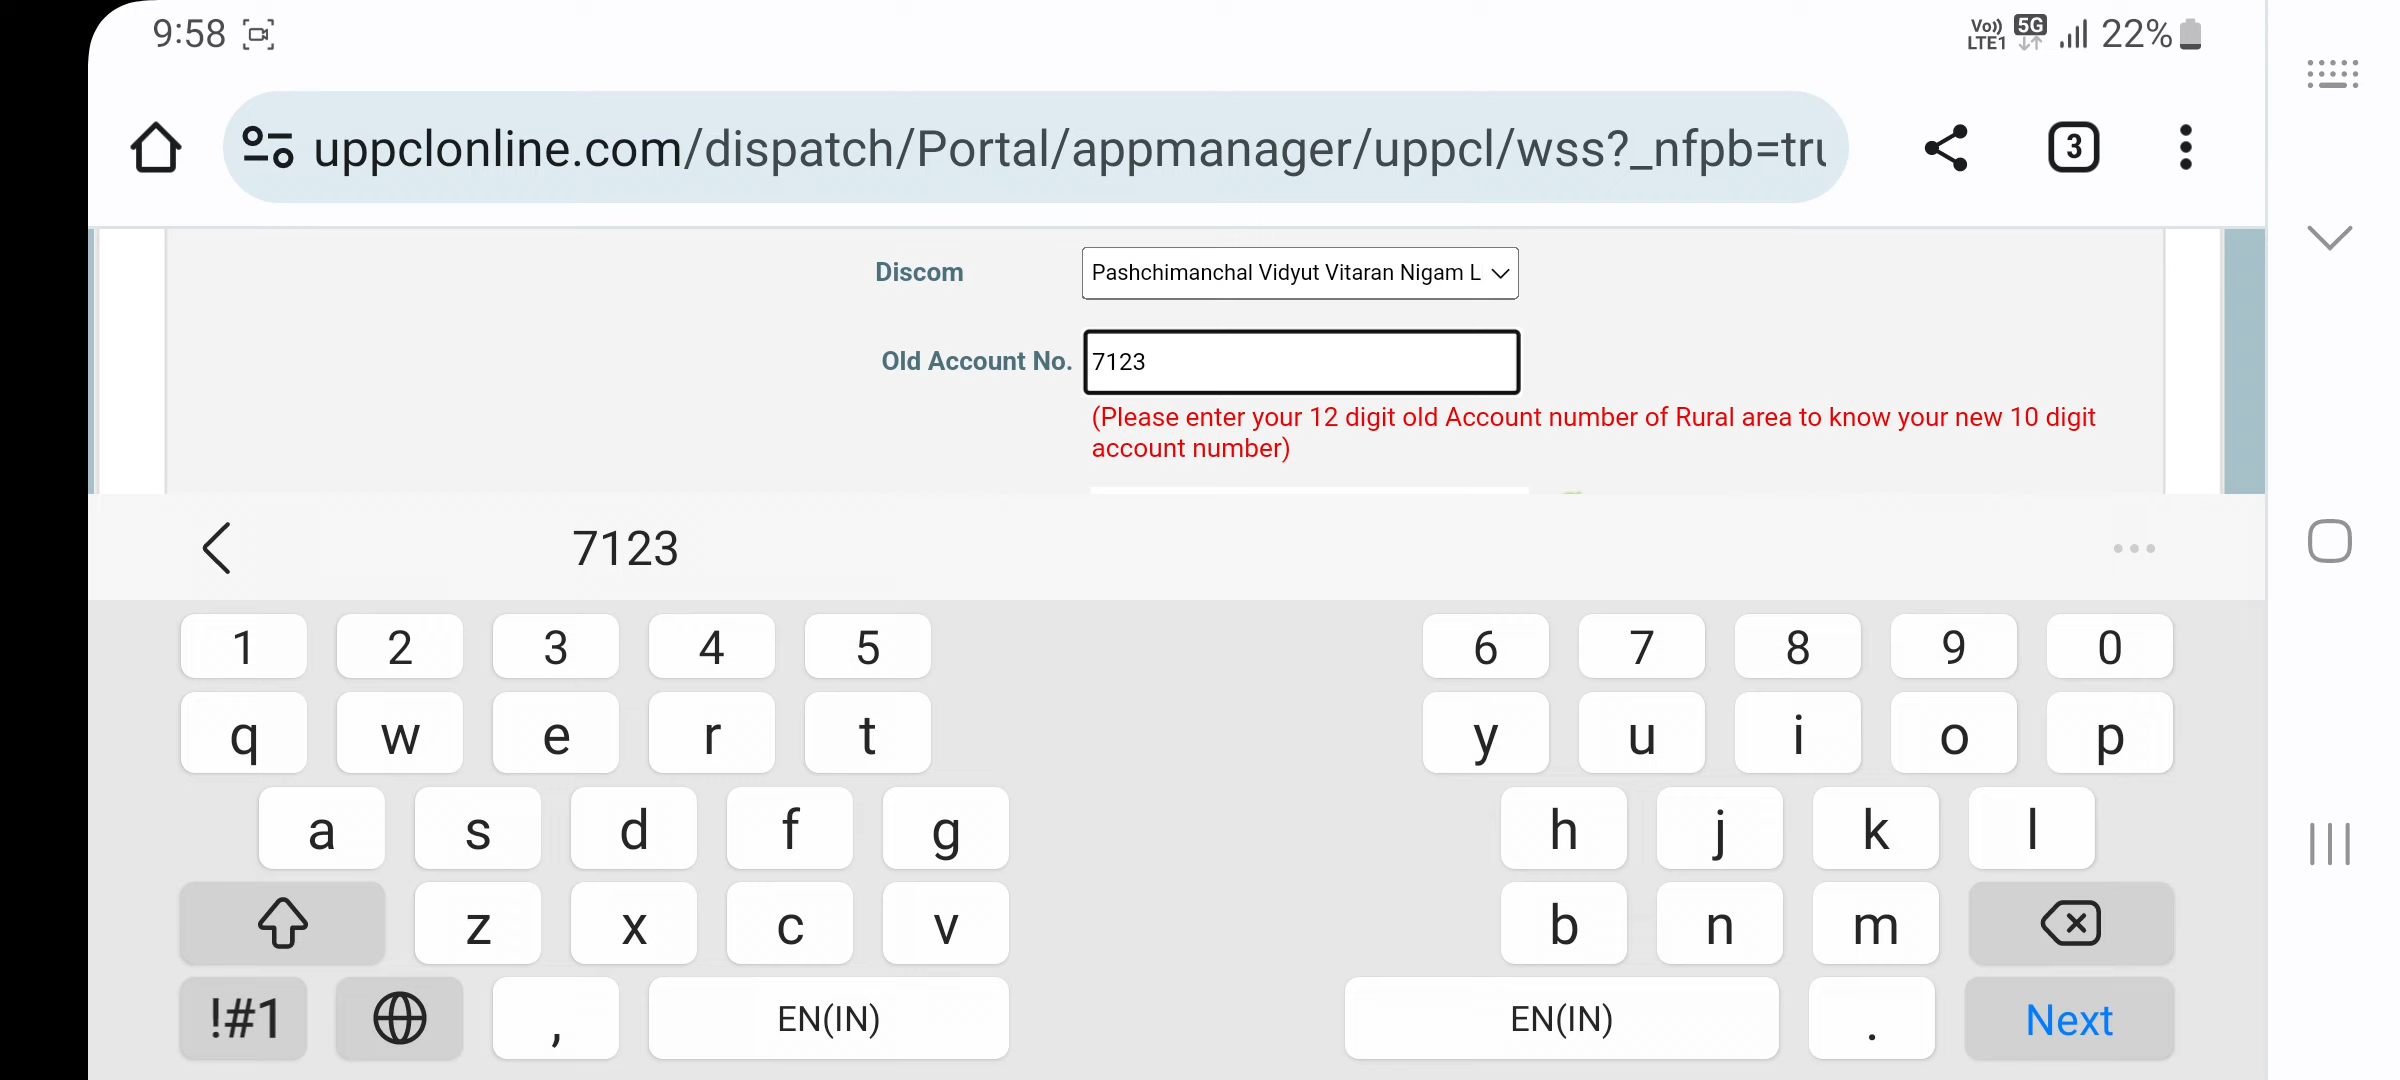 9:58
Vo)) LTE1 5G 22%
uppclonline.com/dispatch/Portal/appmanager/uppcl/wss?_nfpb=tru
3
Discom Pashchimanchal Vidyut Vitaran Nigam L
Old Account No. 7123
(Please enter your 12 digit old Account number of Rural area to know your new 10 digit
account number)
7123
1 2 3 4 5 6 7 8 9 0
q w e r t y u i o p
a s d f g h j k l
z x c v b n m
!#1 , EN(IN) EN(IN) . Next